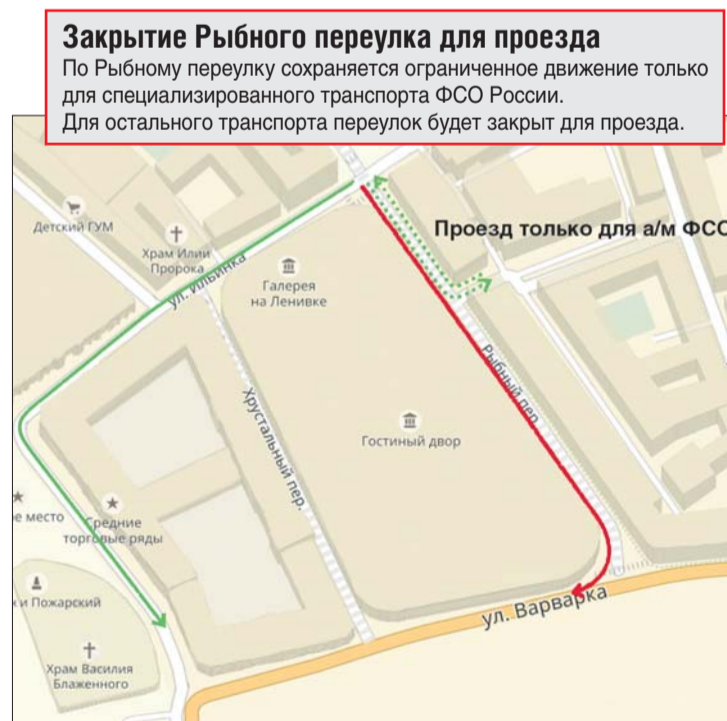 Закрытие Рыбного переулка для проезда
По Рыбному переулку сохраняется ограниченное движение только
для специализированного транспорта ФСО России.
Для остального транспорта переулок будет закрыт для проезда.
Проезд только для а/м ФСО
Детский ГУМ
Храм Илии
Пророка
ул. Ильинка
Галерея
на Ленивке
Рыбный пер.
Хрустальный пер.
Гостиный двор
е место
Средние
торговые ряды
и Пожарский
ул. Варварка
Храм Василия
Блаженного